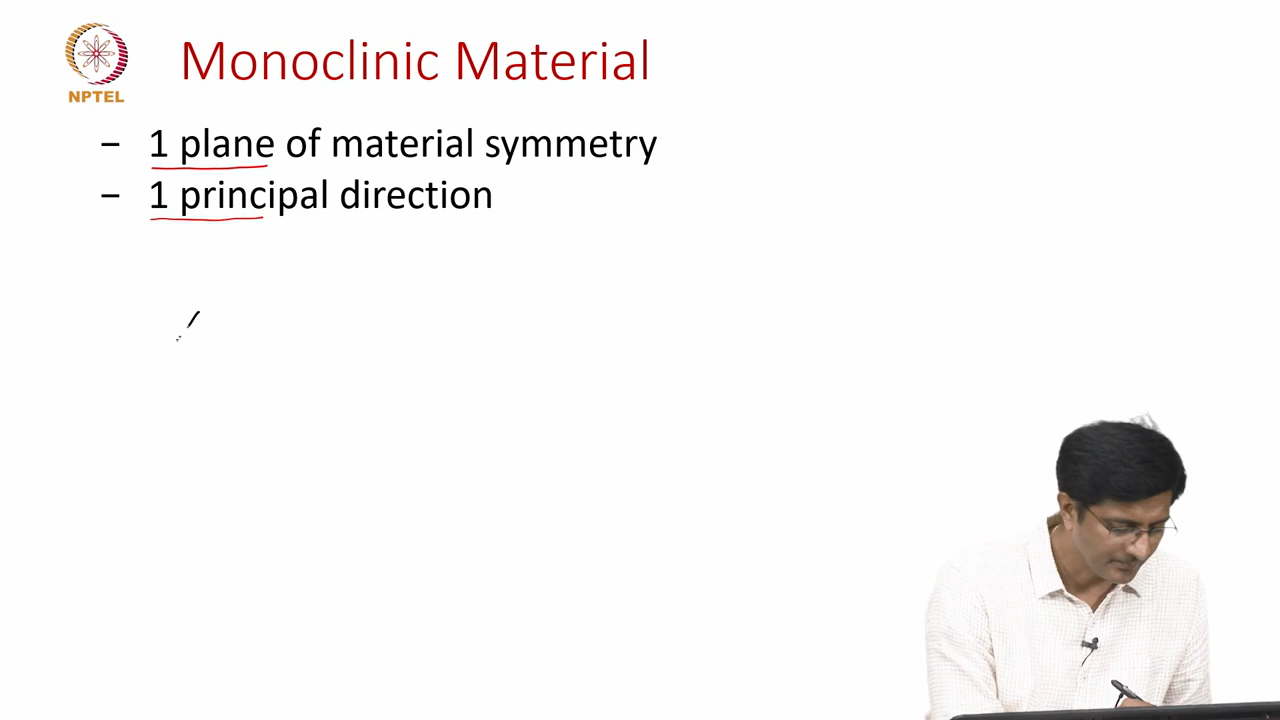 NPTEL
Monoclinic Material
– 1 plane of material symmetry
– 1 principal direction